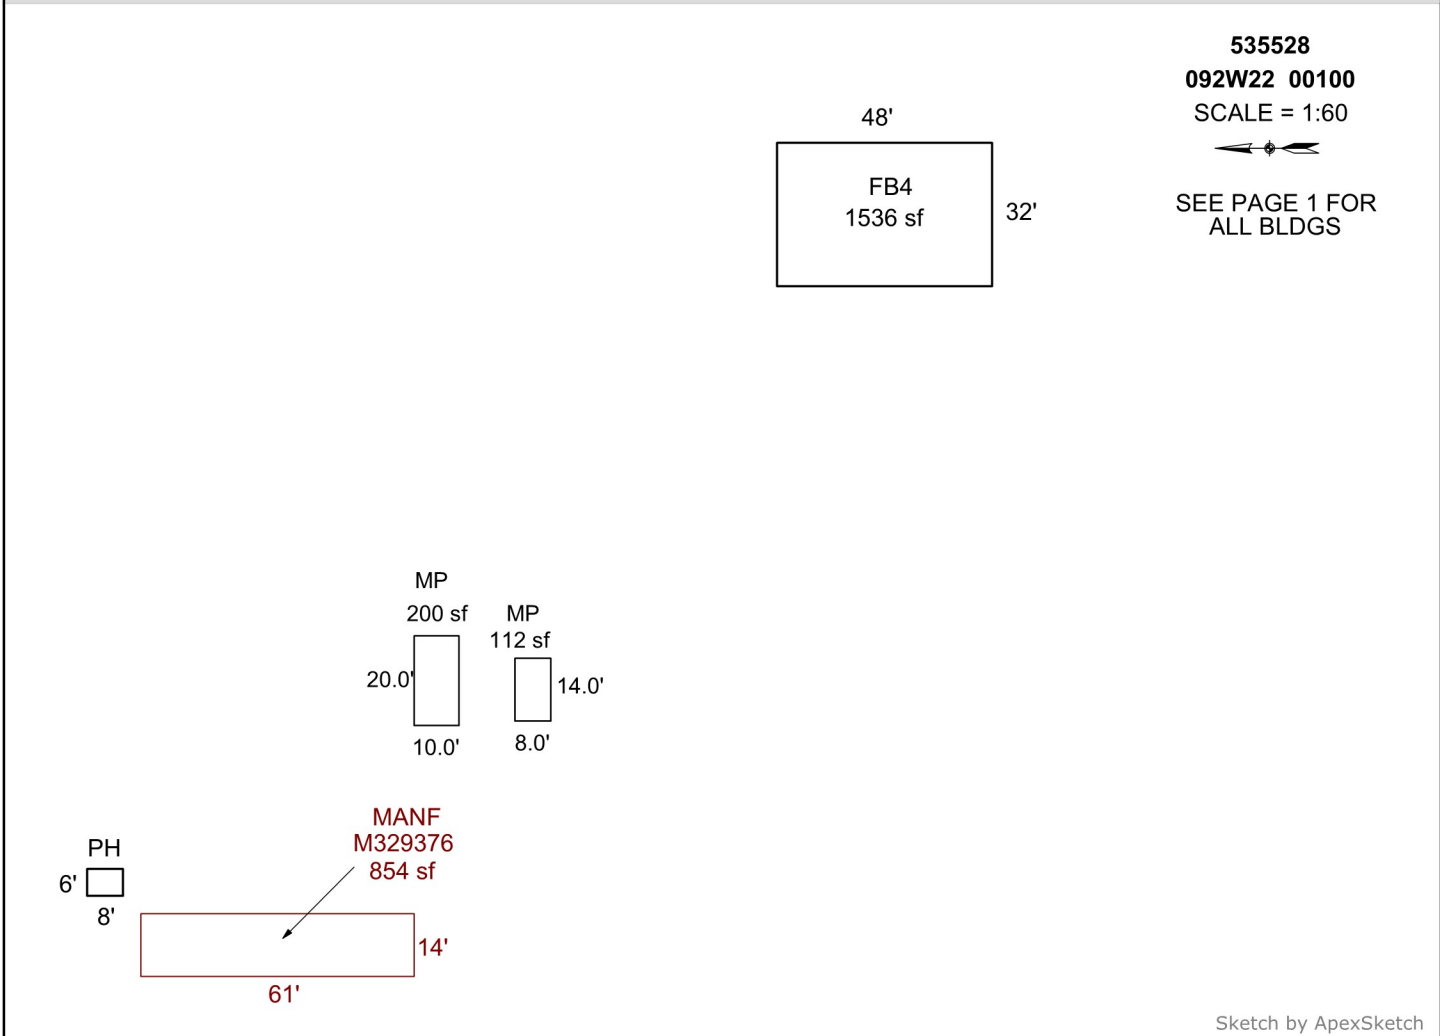 535528
092W22 00100
SCALE = 1:60
SEE PAGE 1 FOR
ALL BLDGS
48'
FB4
1536 sf
32'
MP
200 sf
20.0'
10.0'
MP
112 sf
14.0'
8.0'
MANF
M329376
854 sf
PH
6'
8'
14'
61'
Sketch by ApexSketch